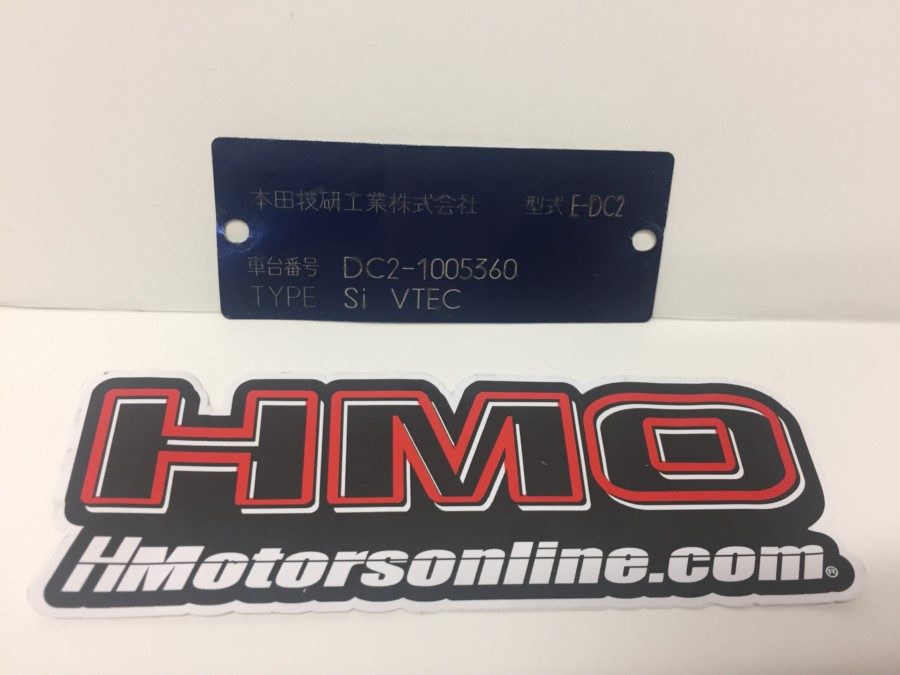 本田技研工業株式会社 型式 E-DC2
車台番号 DC2-1005360
TYPE Si VTEC
HMO
HMotorsonline.com®